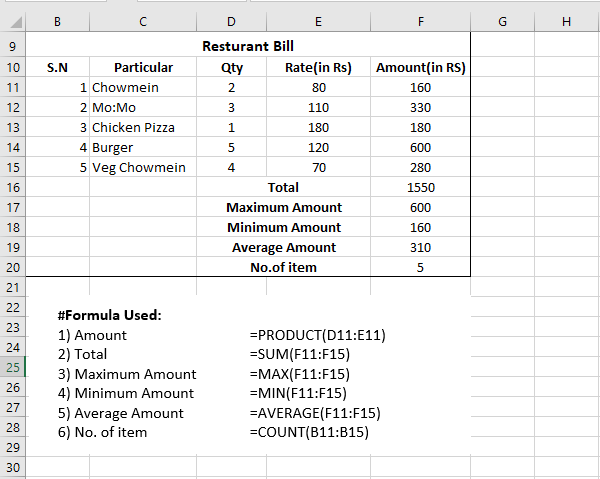 B C D E F G H
9 Resturant Bill
10 S.N Particular Qty Rate(in Rs) Amount(in RS)
11 1 Chowmein 2 80 160
12 2 Mo:Mo 3 110 330
13 3 Chicken Pizza 1 180 180
14 4 Burger 5 120 600
15 5 Veg Chowmein 4 70 280
16 Total 1550
17 Maximum Amount 600
18 Minimum Amount 160
19 Average Amount 310
20 No.of item 5
21
22 #Formula Used:
23 1) Amount =PRODUCT(D11:E11)
24 2) Total =SUM(F11:F15)
25 3) Maximum Amount =MAX(F11:F15)
26 4) Minimum Amount =MIN(F11:F15)
27 5) Average Amount =AVERAGE(F11:F15)
28 6) No. of item =COUNT(B11:B15)
29
30